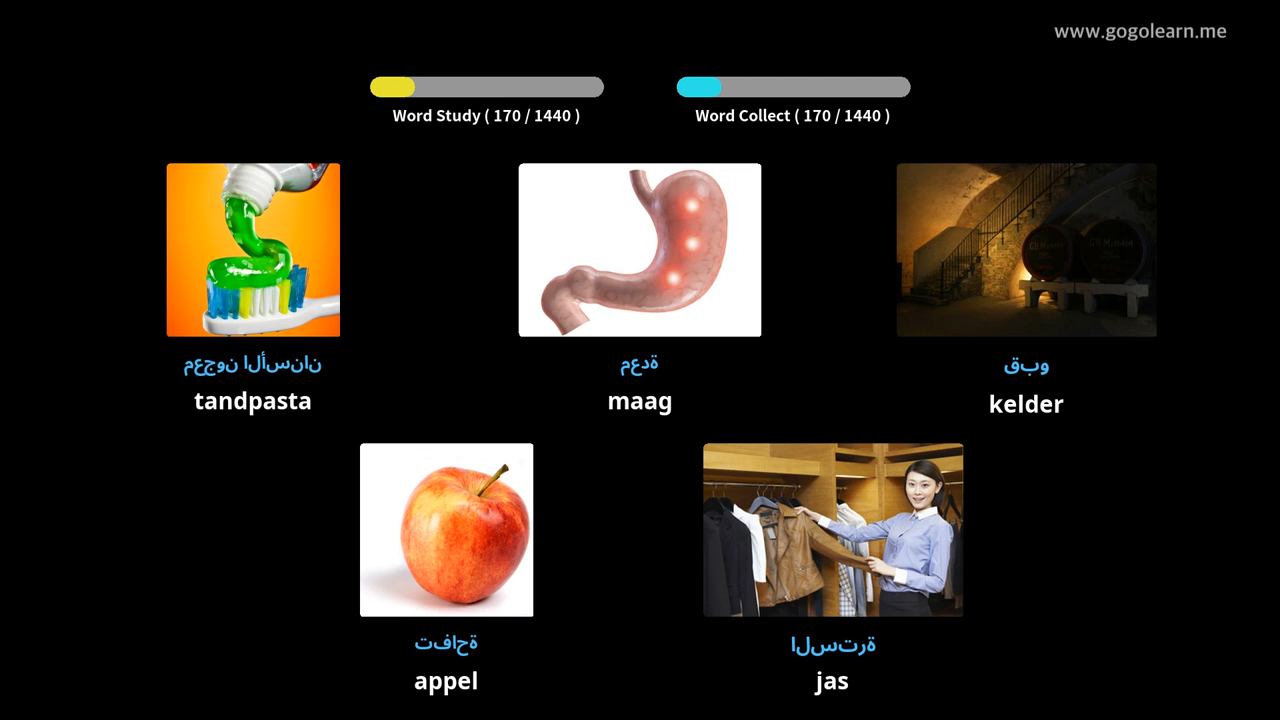 www.gogolearn.me
Word Study ( 170 / 1440 )
Word Collect ( 170 / 1440 )
معجون الأسنان
tandpasta
معدة
maag
قبو
kelder
تفاحة
appel
السترة
jas